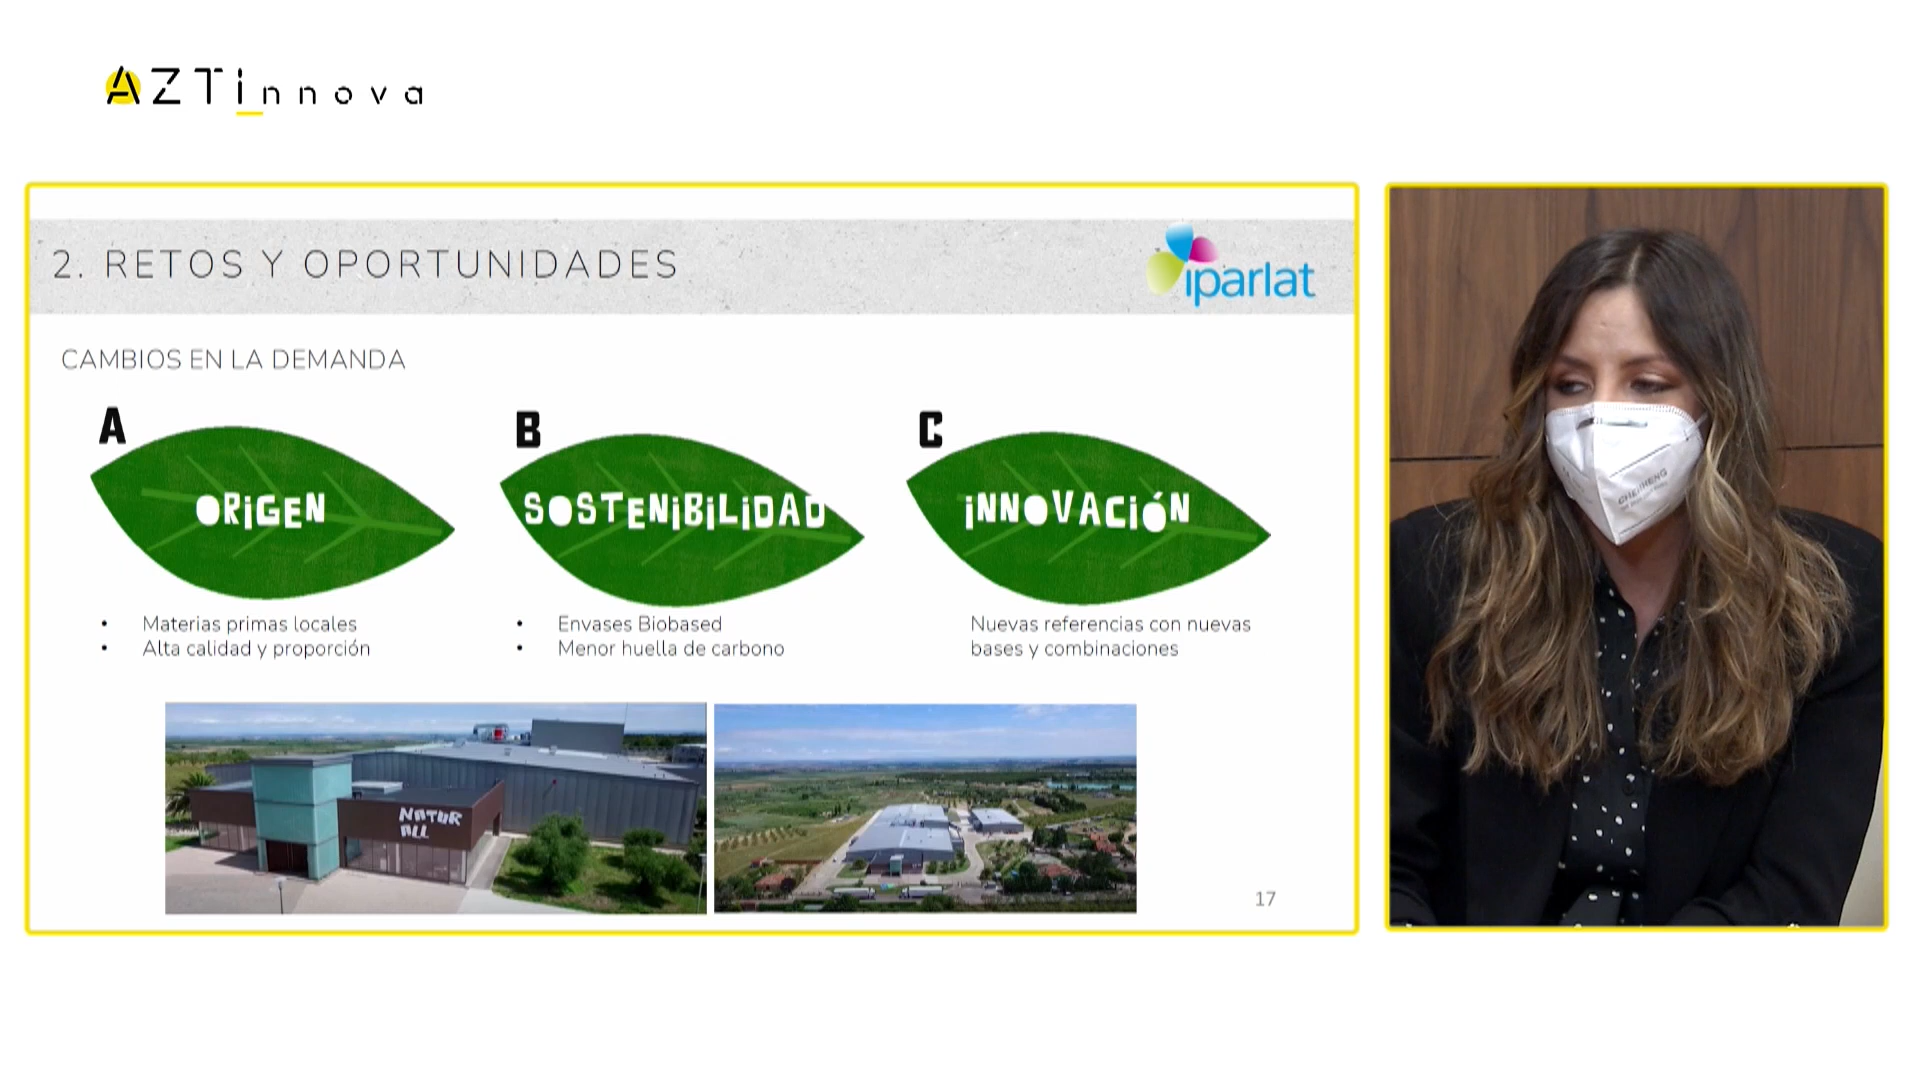 AZTInnova
2. RETOS Y OPORTUNIDADES
iparlat
CAMBIOS EN LA DEMANDA
A
ORiGEN
• Materias primas locales
• Alta calidad y proporción
B
SOSTENiBiLiDAD
• Envases Biobased
• Menor huella de carbono
C
iNNOVACiÓN
Nuevas referencias con nuevas
bases y combinaciones
NATUR
ALL
17